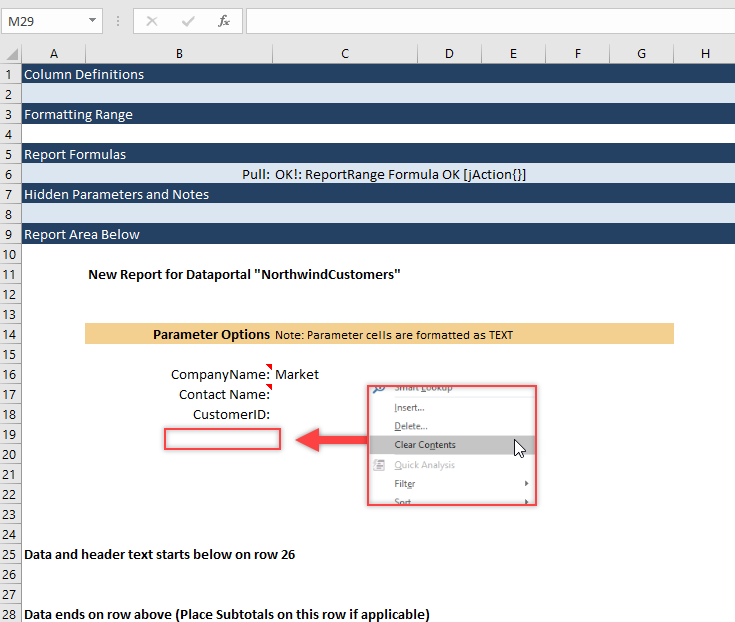 M29
fx
A B C D E F G H
1 Column Definitions
2
3 Formatting Range
4
5 Report Formulas
6 Pull: OK!: ReportRange Formula OK [jAction{}]
7 Hidden Parameters and Notes
8
9 Report Area Below
10
11 New Report for Dataportal "NorthwindCustomers"
12
13
14 Parameter Options Note: Parameter cells are formatted as TEXT
15
16 CompanyName: Market
17 Contact Name:
18 CustomerID:
19
20
21
22
23
24
Smart Lookup
Insert...
Delete...
Clear Contents
Quick Analysis
Filter
Sort
25 Data and header text starts below on row 26
26
27
28 Data ends on row above (Place Subtotals on this row if applicable)